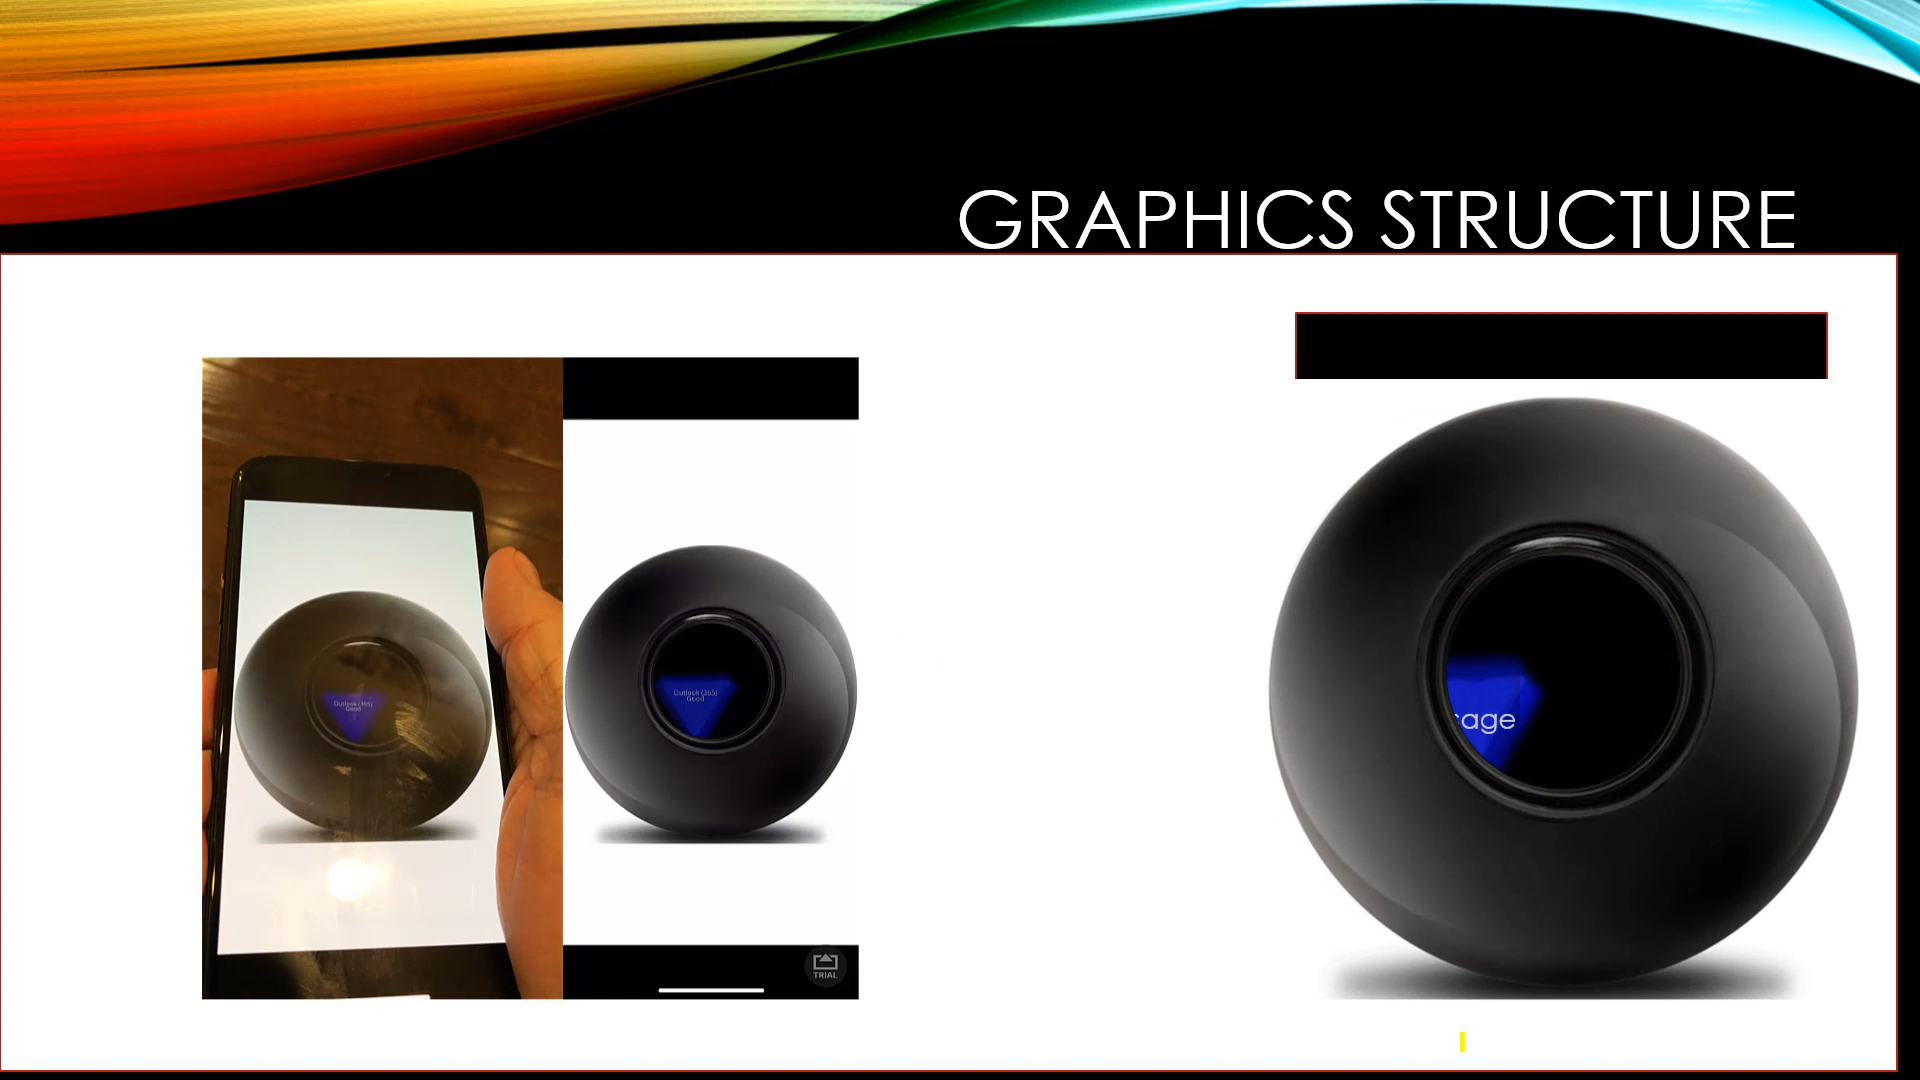 GRAPHICS STRUCTURE
Outlook (365)
Good
Outlook (365)
Good
TRIAL
age